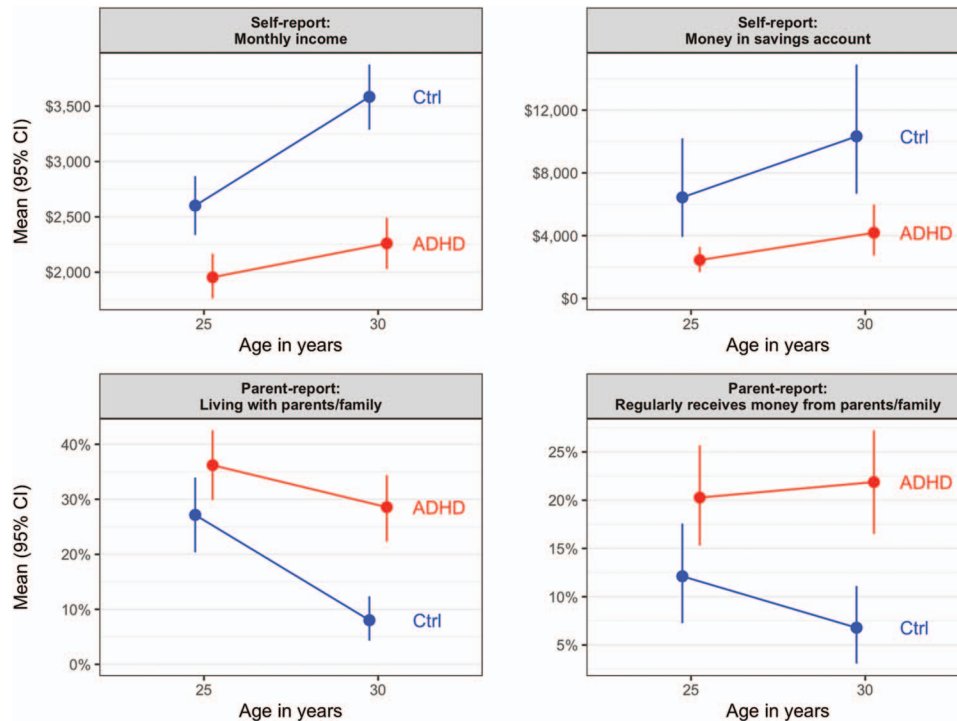 Self-report:
Monthly income
Mean (95% CI)
$3,500
$3,000
$2,500
$2,000
Ctrl
ADHD
25
30
Age in years
Self-report:
Money in savings account
$12,000
$8,000
$4,000
$0
Ctrl
ADHD
25
30
Age in years
Parent-report:
Living with parents/family
Mean (95% CI)
40%
30%
20%
10%
0%
ADHD
Ctrl
25
30
Age in years
Parent-report:
Regularly receives money from parents/family
25%
20%
15%
10%
5%
ADHD
Ctrl
25
30
Age in years